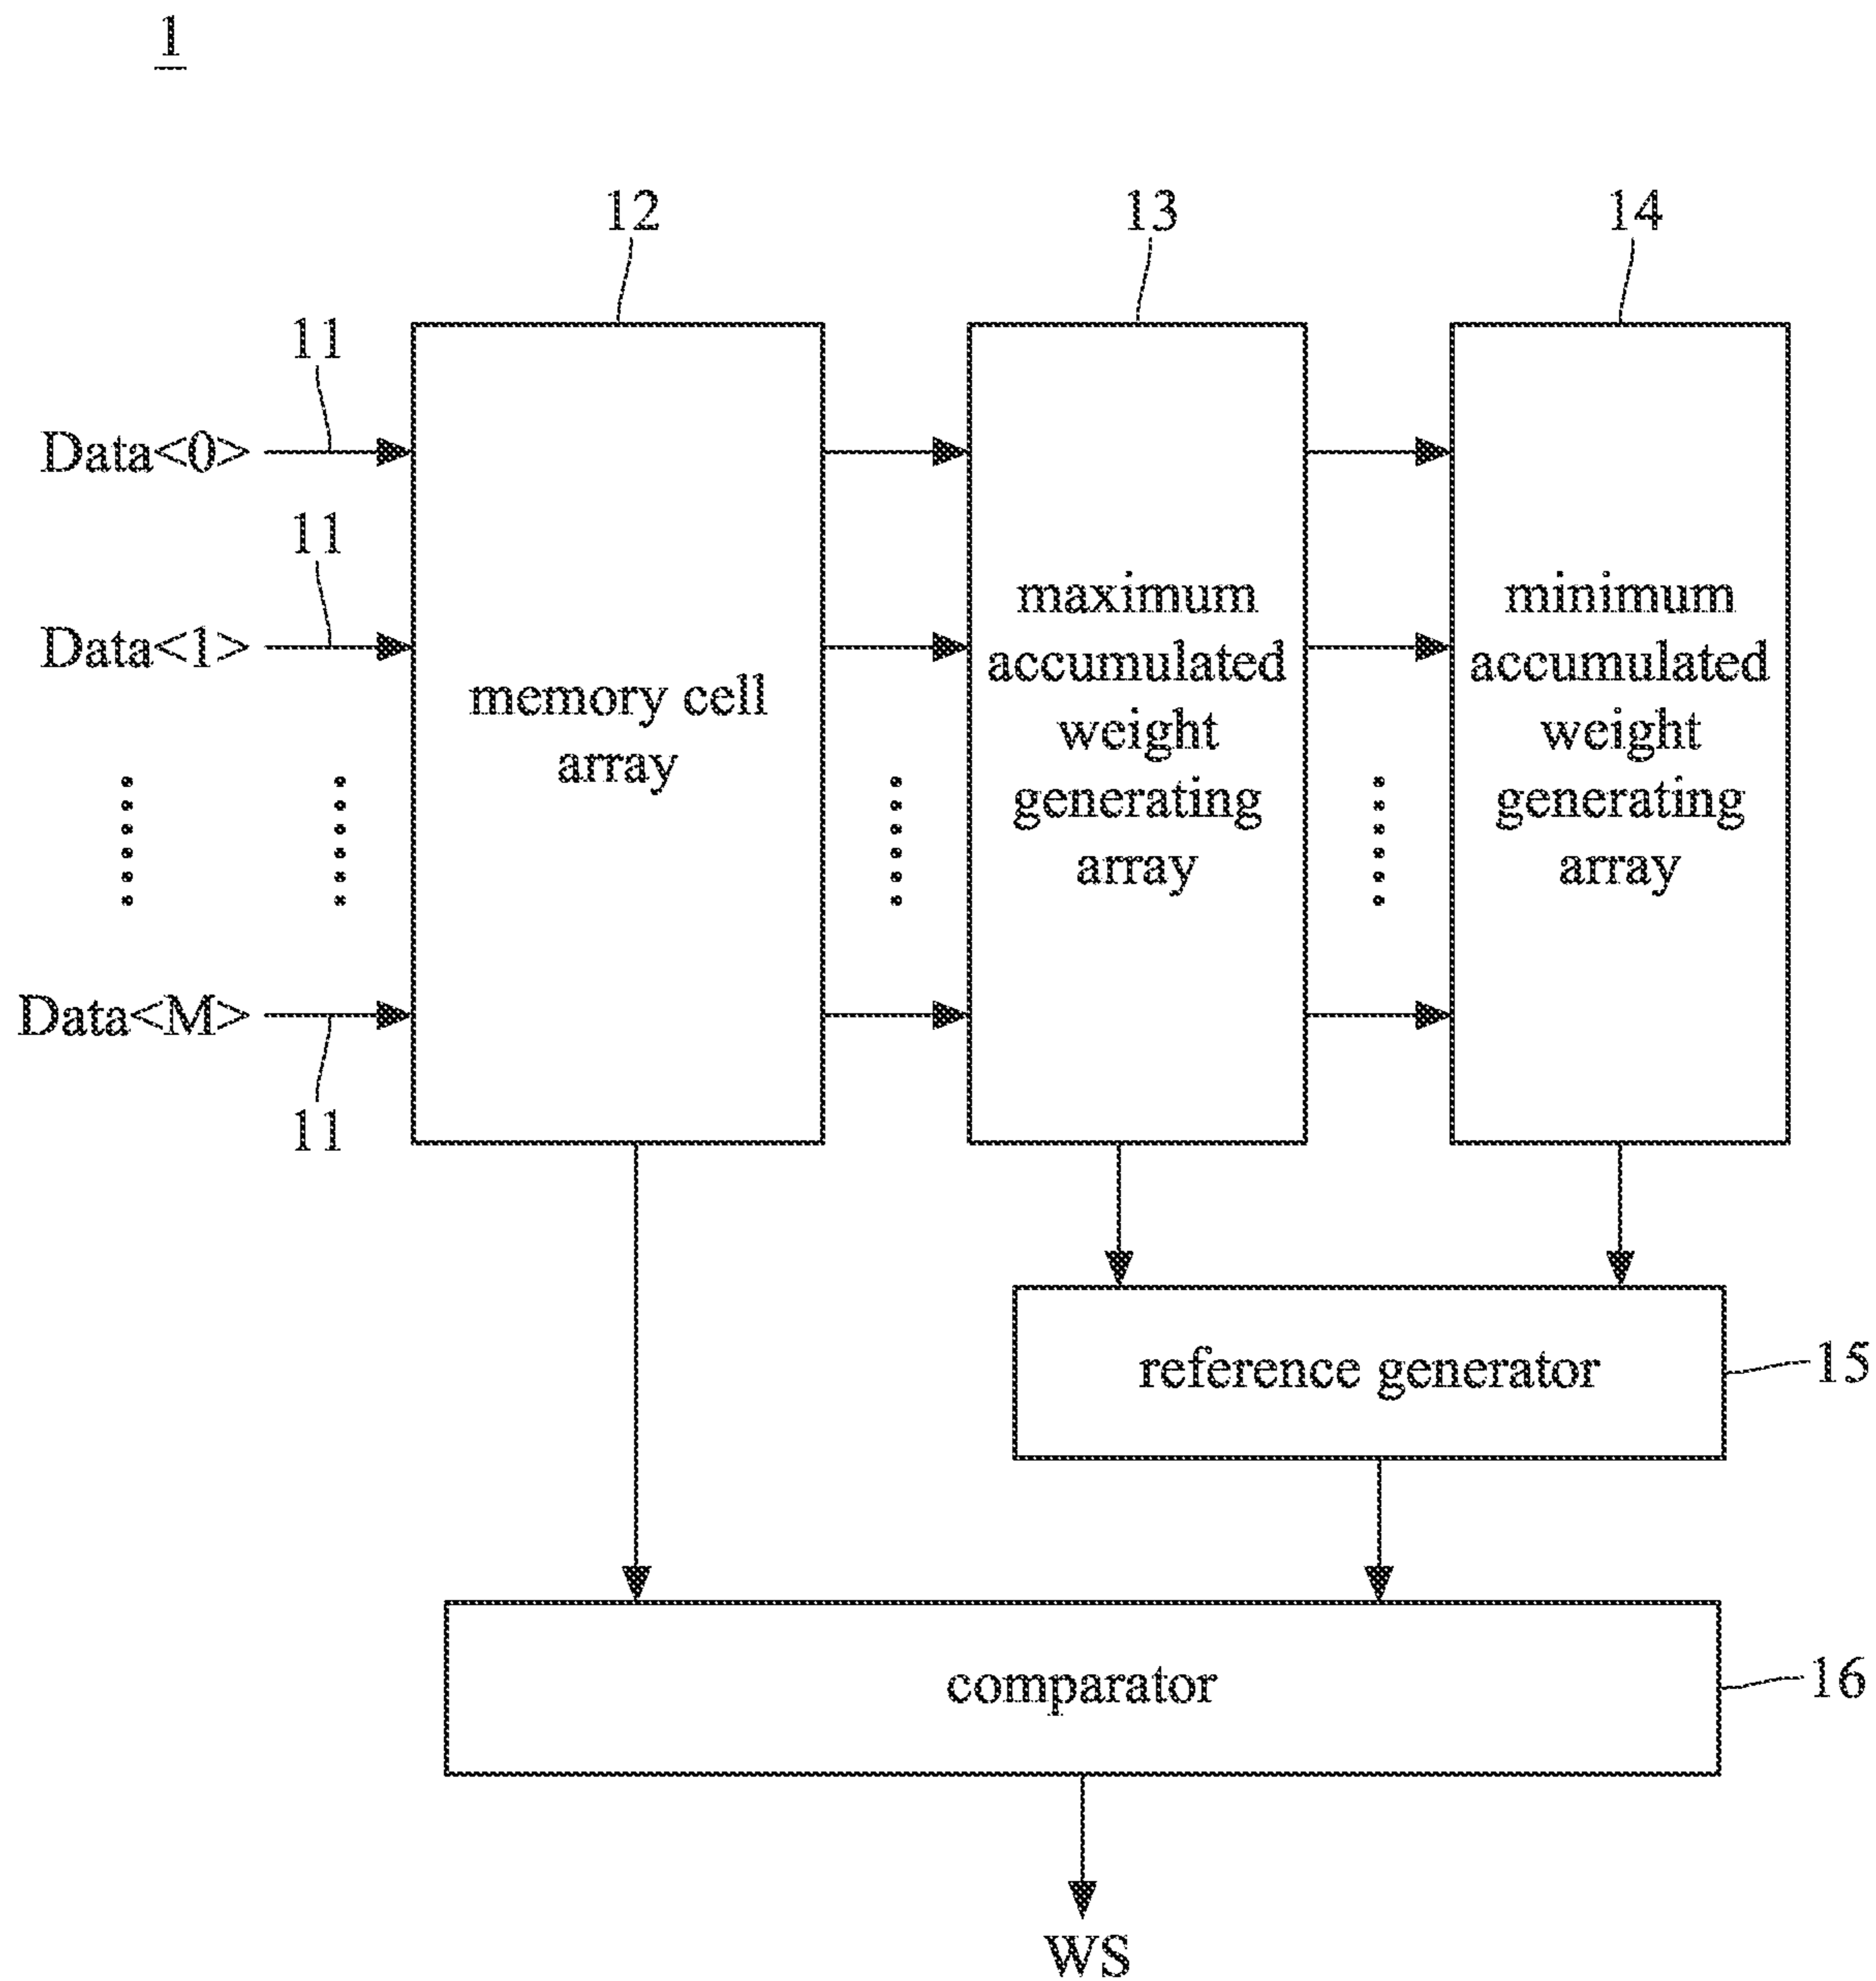 1
12
13
14
11
Data<0>
11
Data<1>
Data<M>
11
memory cell
array
maximum
accumulated
weight
generating
array
minimum
accumulated
weight
generating
array
reference generator
15
comparator
16
WS